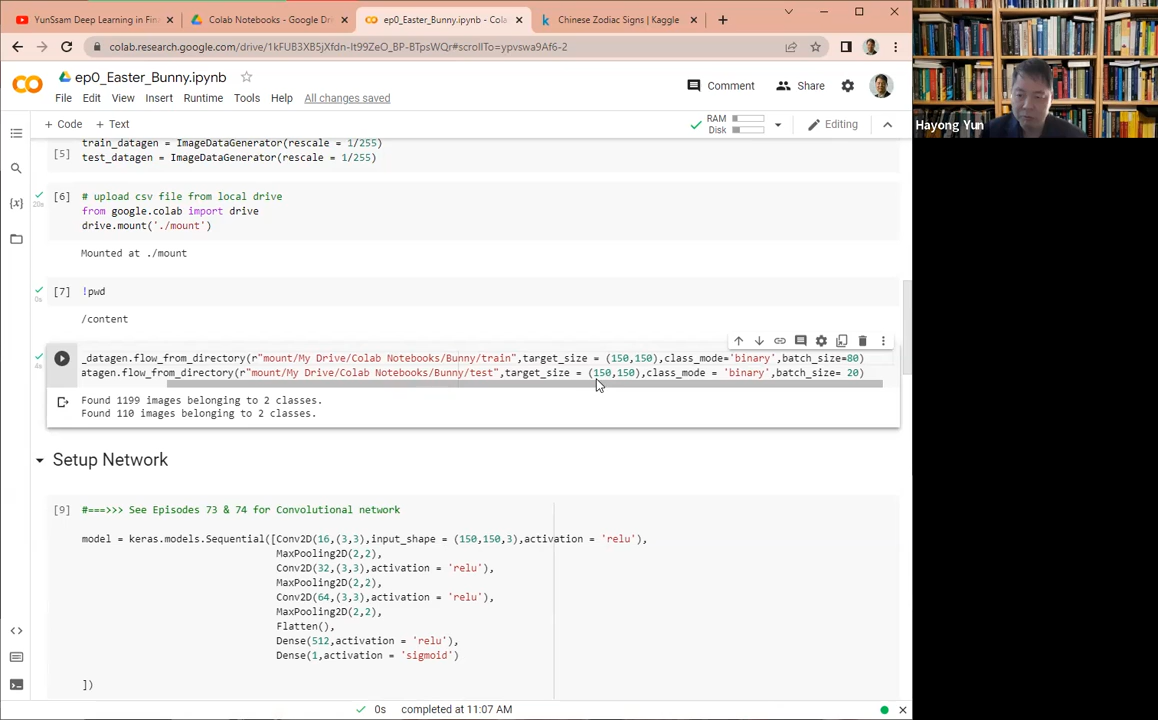 YunSsam Deep Learning in Fin
Colab Notebooks - Google Dri
ep0_Easter_Bunny.ipynb - Cola
Chinese Zodiac Signs | Kaggle
colab.research.google.com/drive/1kFUB3XB5jXfdn-It99ZeO_BP-BTpsWQr#scrollTo=ypvswa9Af6-2
ep0_Easter_Bunny.ipynb
Comment
Share
File Edit View Insert Runtime Tools Help All changes saved
Hayong Yun
+ Code + Text
RAM
Disk
Editing
[5]
train_datagen = ImageDataGenerator(rescale = 1/255)
test_datagen = ImageDataGenerator(rescale = 1/255)
[6] # upload csv file from local drive
20s
from google.colab import drive
drive.mount('./mount')
Mounted at ./mount
[7] !pwd
0s
/content
_datagen.flow_from_directory(r"mount/My Drive/Colab Notebooks/Bunny/train",target_size = (150,150),class_mode='binary',batch_size=80)
4s
atagen.flow_from_directory(r"mount/My Drive/Colab Notebooks/Bunny/test",target_size = (150,150),class_mode = 'binary',batch_size= 20)
Found 1199 images belonging to 2 classes.
Found 110 images belonging to 2 classes.
Setup Network
[9] #===>>> See Episodes 73 & 74 for Convolutional network
model = keras.models.Sequential([Conv2D(16,(3,3),input_shape = (150,150,3),activation = 'relu'),
MaxPooling2D(2,2),
Conv2D(32,(3,3),activation = 'relu'),
MaxPooling2D(2,2),
Conv2D(64,(3,3),activation = 'relu'),
MaxPooling2D(2,2),
Flatten(),
Dense(512,activation = 'relu'),
Dense(1,activation = 'sigmoid')
])
0s completed at 11:07 AM